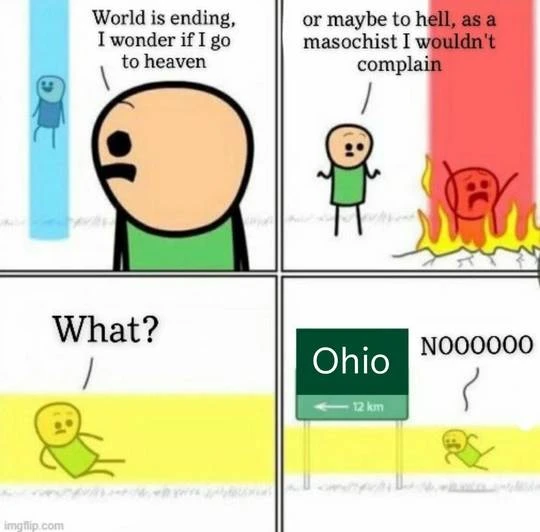 World is ending,
I wonder if I go
to heaven
or maybe to hell, as a
masochist I wouldn't
complain
What?
Ohio
12 km
NOOOOOO
imgflip.com